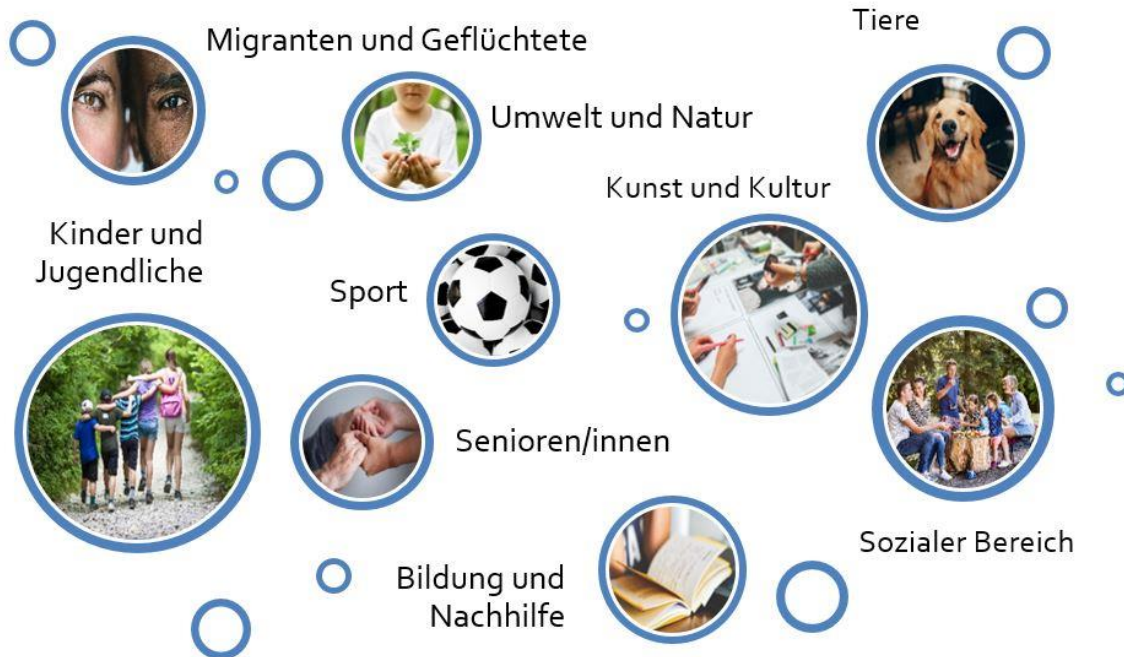 Tiere
Migranten und Geflüchtete
Umwelt und Natur
Kunst und Kultur
Kinder und
Jugendliche
Sport
Senioren/innen
Sozialer Bereich
Bildung und
Nachhilfe